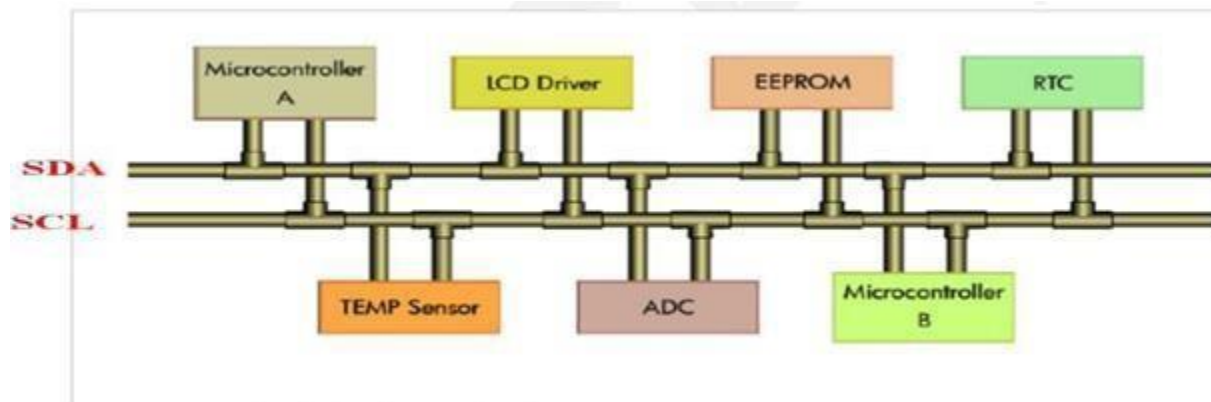 Microcontroller
A
LCD Driver
EEPROM
RTC
SDA
SCL
TEMP Sensor
ADC
Microcontroller
B